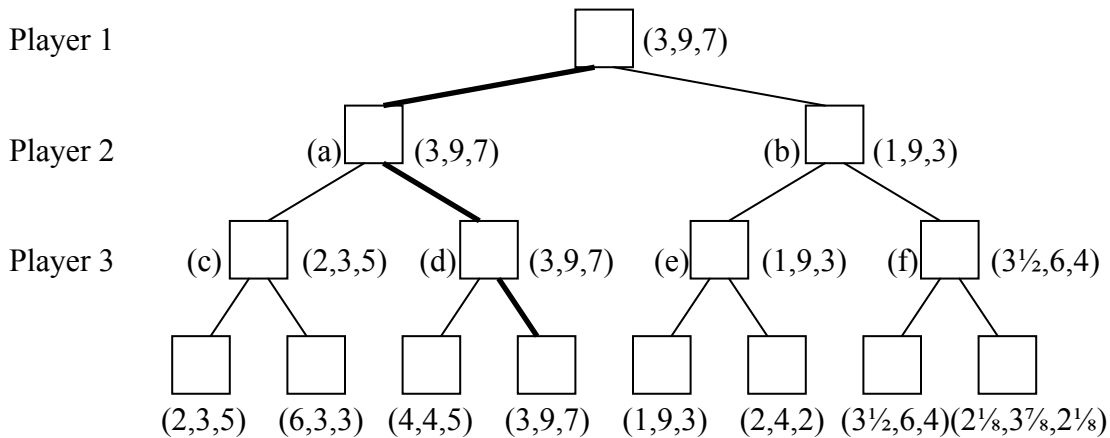 Player 1 (3,9,7)
Player 2 (a) (3,9,7) (b) (1,9,3)
Player 3 (c) (2,3,5) (d) (3,9,7) (e) (1,9,3) (f) (3½,6,4)
(2,3,5) (6,3,3) (4,4,5) (3,9,7) (1,9,3) (2,4,2) (3½,6,4) (2⅛,3⅞,2⅛)